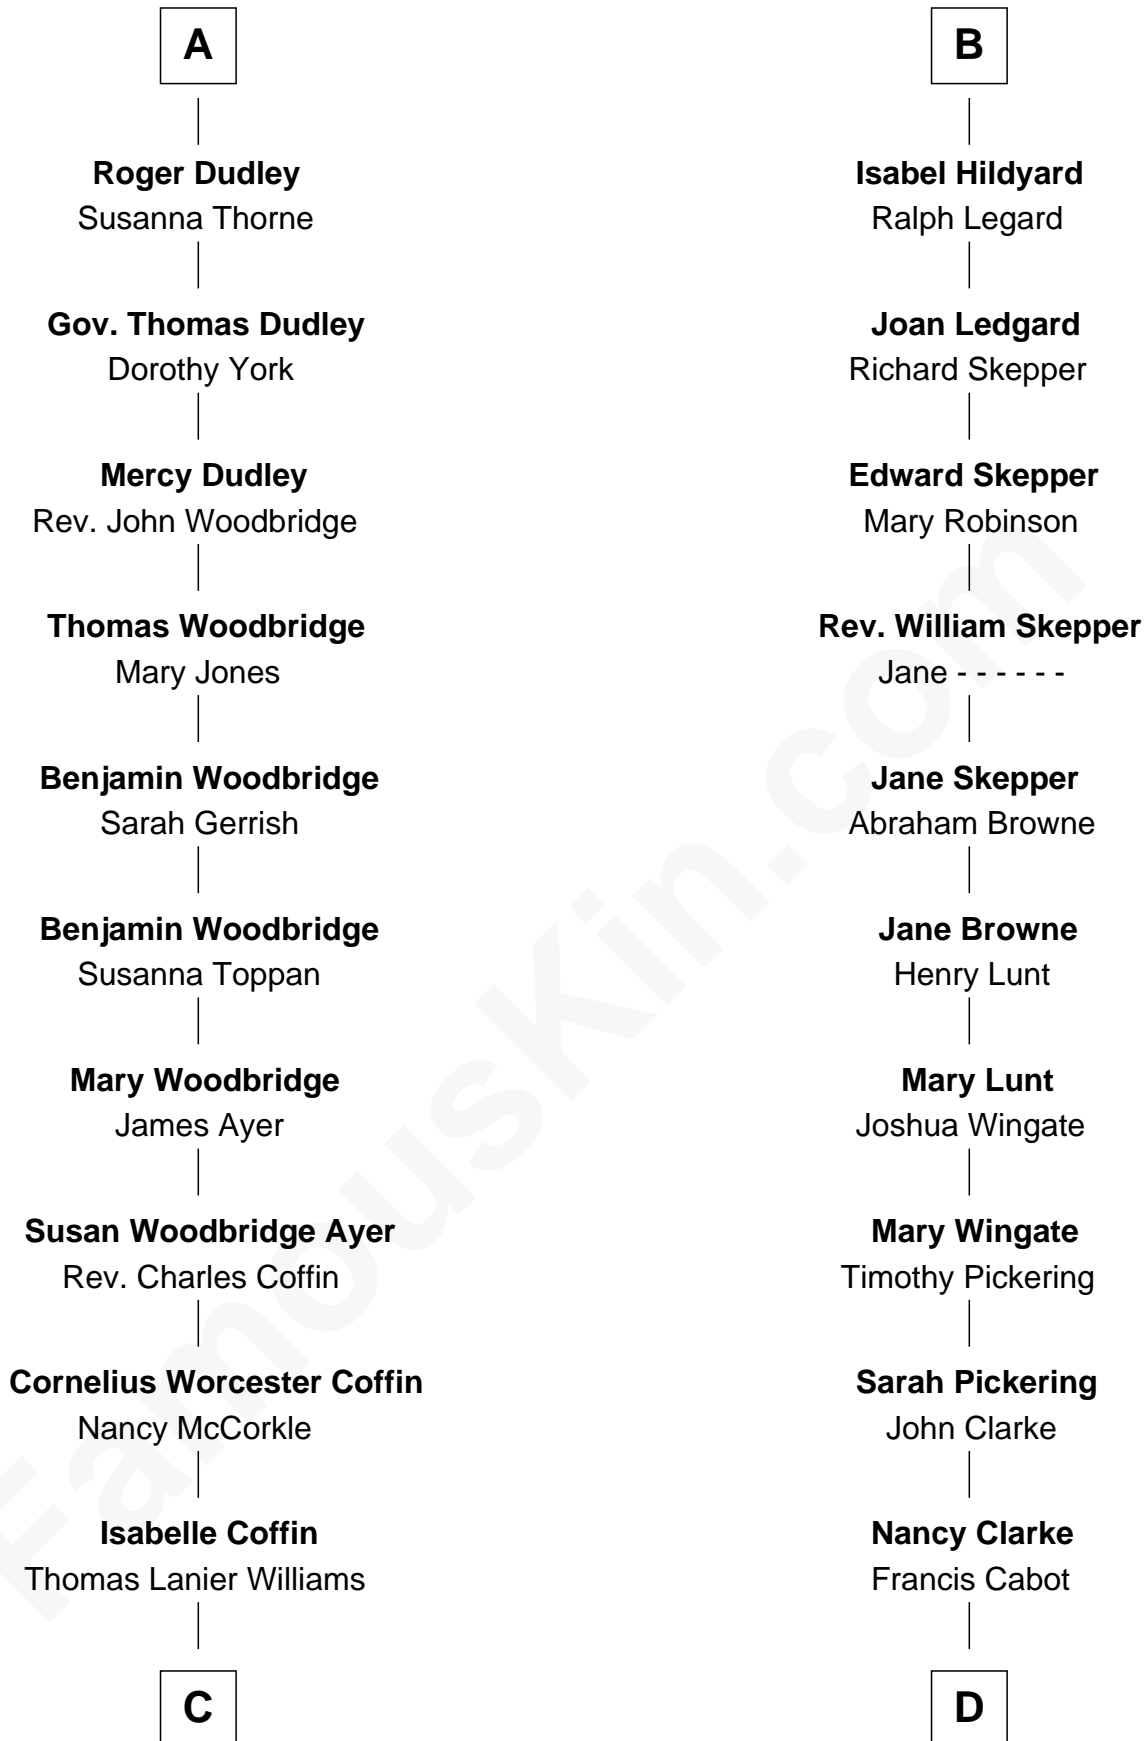 A
Roger Dudley
Susanna Thorne
Gov. Thomas Dudley
Dorothy York
Mercy Dudley
Rev. John Woodbridge
Thomas Woodbridge
Mary Jones
Benjamin Woodbridge
Sarah Gerrish
Benjamin Woodbridge
Susanna Toppan
Mary Woodbridge
James Ayer
Susan Woodbridge Ayer
Rev. Charles Coffin
Cornelius Worcester Coffin
Nancy McCorkle
Isabelle Coffin
Thomas Lanier Williams
C
B
Isabel Hildyard
Ralph Legard
Joan Ledgard
Richard Skepper
Edward Skepper
Mary Robinson
Rev. William Skepper
Jane - - - - - -
Jane Skepper
Abraham Browne
Jane Browne
Henry Lunt
Mary Lunt
Joshua Wingate
Mary Wingate
Timothy Pickering
Sarah Pickering
John Clarke
Nancy Clarke
Francis Cabot
D
FamousKin.com